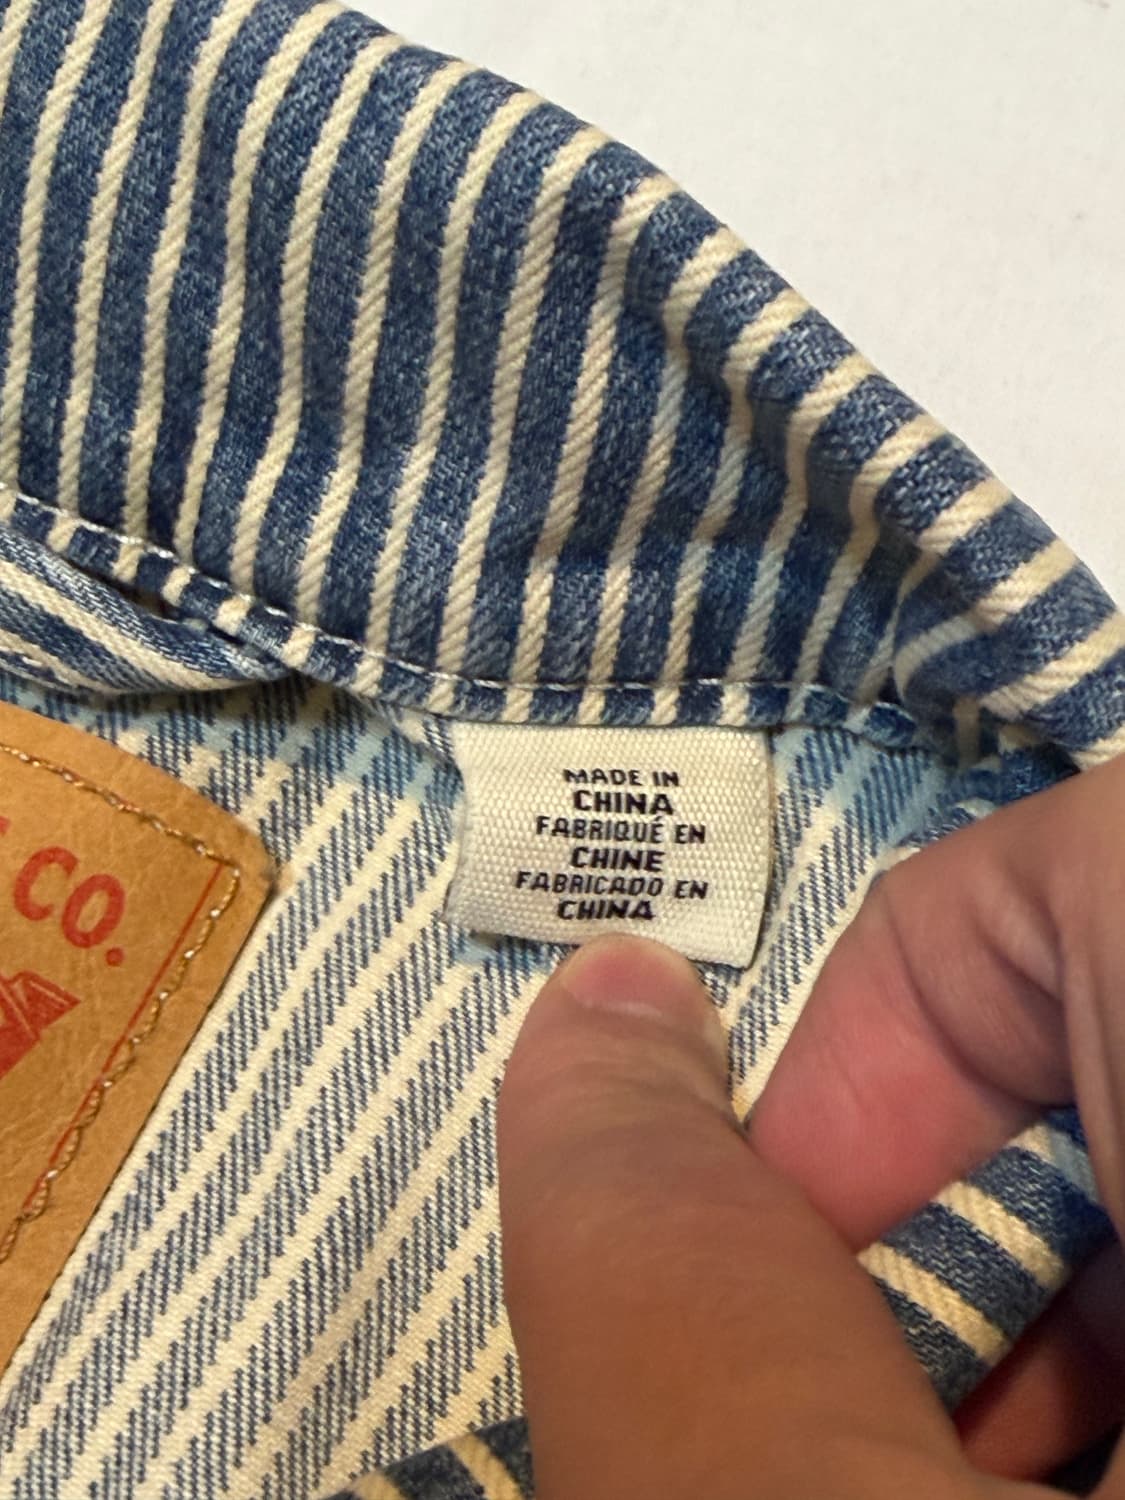 MADE IN
CHINA
FABRIQUÉ EN
CHINE
FABRICADO EN
CHINA
CO.